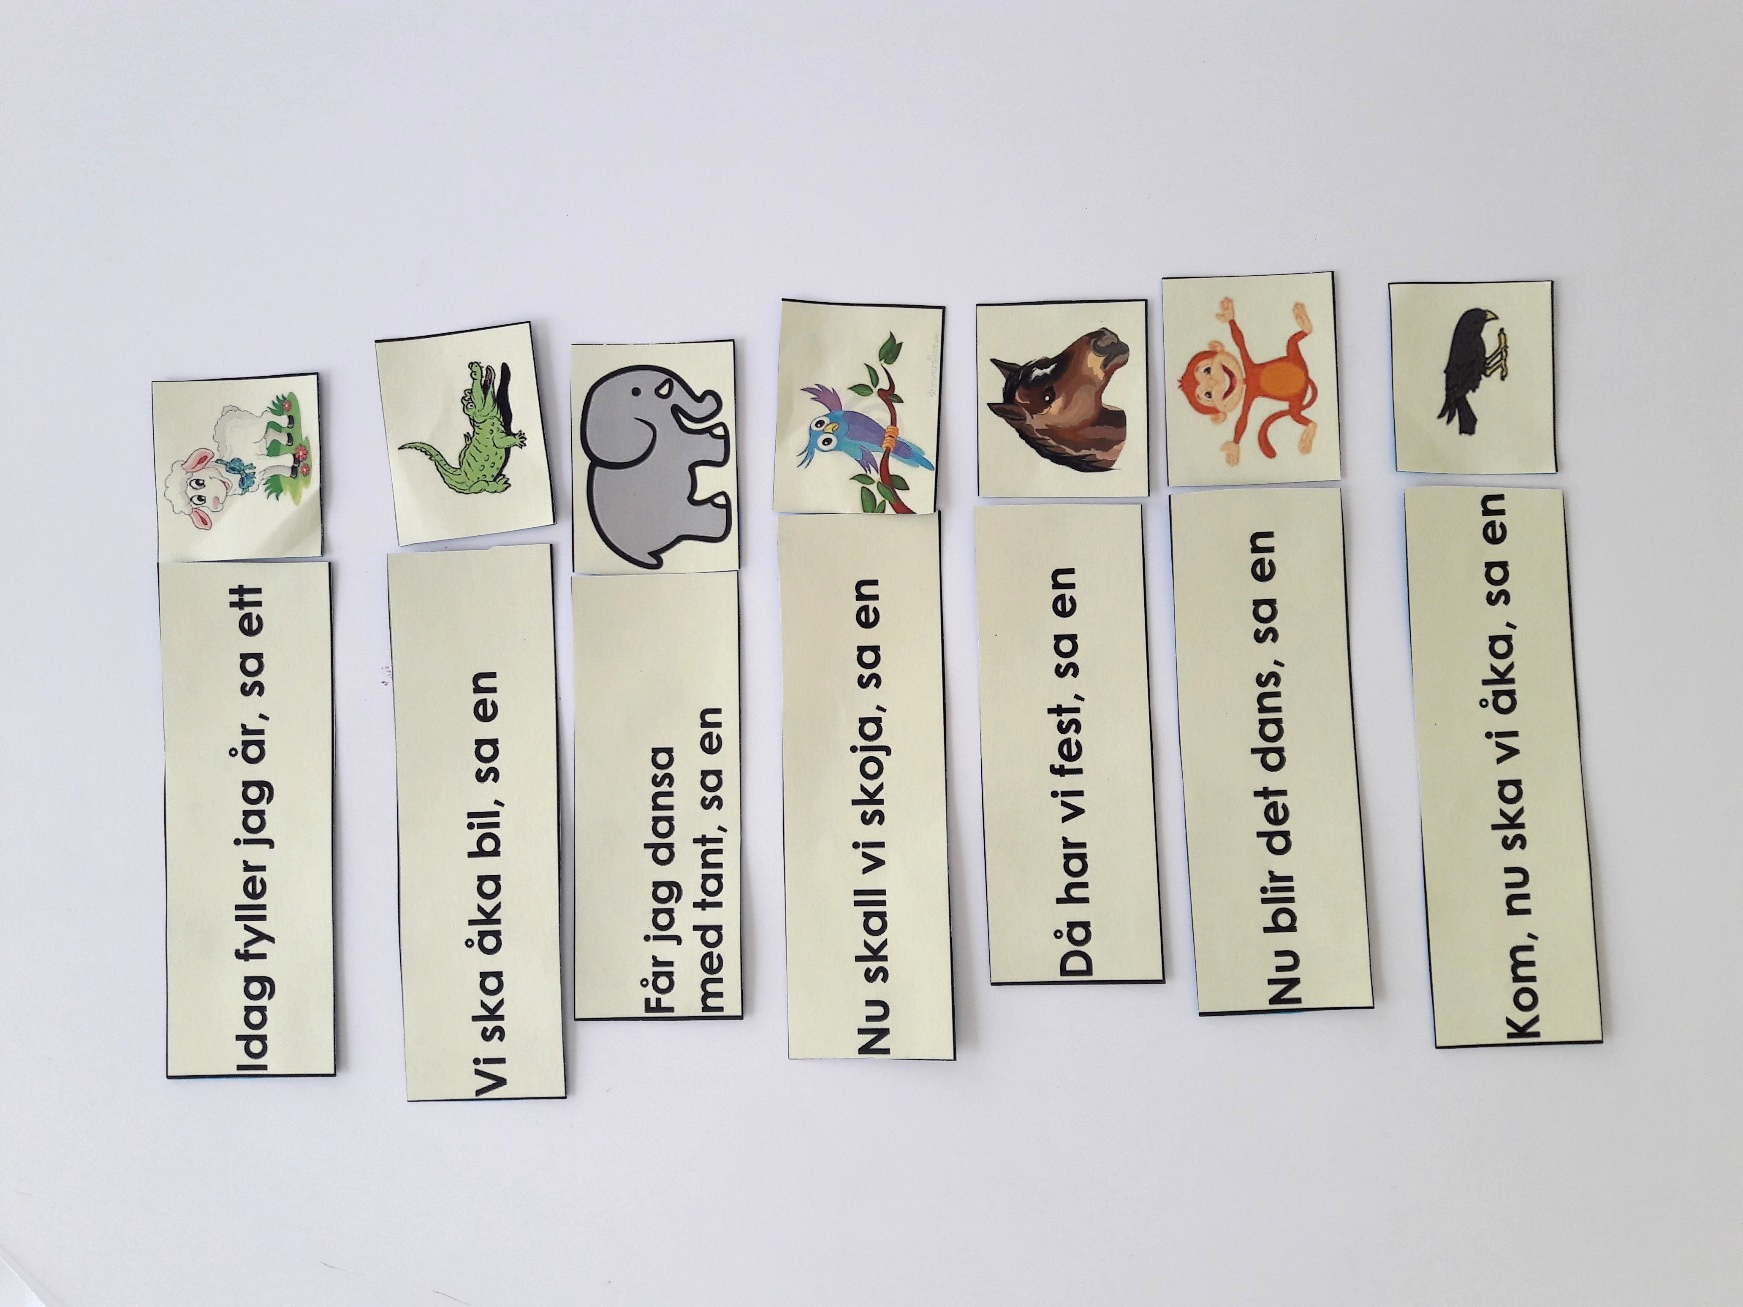 Idag fyller jag år, sa ett
Vi ska åka bil, sa en
Får jag dansa
med tant, sa en
Nu skall vi skoja, sa en
Då har vi fest, sa en
Nu blir det dans, sa en
Kom, nu ska vi åka, sa en